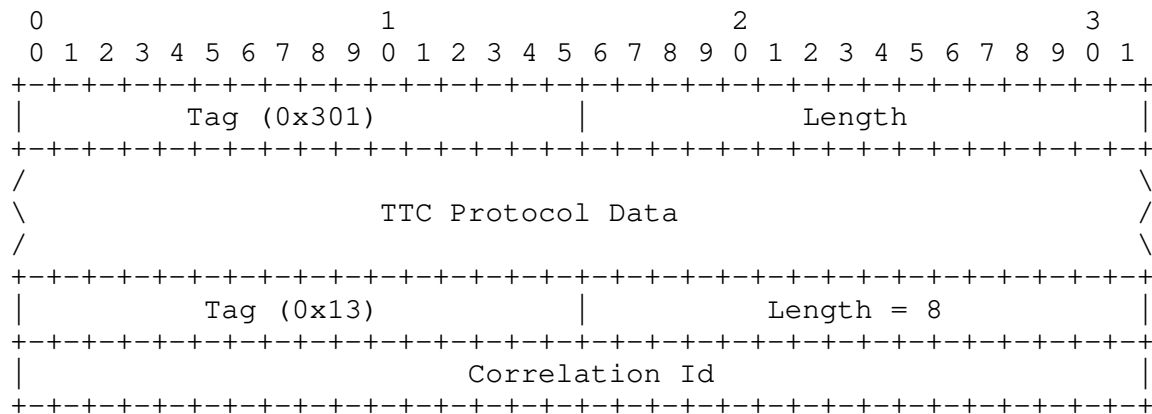 0                   1                   2                   3
 0 1 2 3 4 5 6 7 8 9 0 1 2 3 4 5 6 7 8 9 0 1 2 3 4 5 6 7 8 9 0 1
+-+-+-+-+-+-+-+-+-+-+-+-+-+-+-+-+-+-+-+-+-+-+-+-+-+-+-+-+-+-+-+-+
|         Tag (0x301)           |            Length             |
+-+-+-+-+-+-+-+-+-+-+-+-+-+-+-+-+-+-+-+-+-+-+-+-+-+-+-+-+-+-+-+-+
/                                                               \
\                    TTC Protocol Data                          /
/                                                               \
+-+-+-+-+-+-+-+-+-+-+-+-+-+-+-+-+-+-+-+-+-+-+-+-+-+-+-+-+-+-+-+-+
|          Tag (0x13)           |          Length = 8           |
+-+-+-+-+-+-+-+-+-+-+-+-+-+-+-+-+-+-+-+-+-+-+-+-+-+-+-+-+-+-+-+-+
|                         Correlation Id                        |
+-+-+-+-+-+-+-+-+-+-+-+-+-+-+-+-+-+-+-+-+-+-+-+-+-+-+-+-+-+-+-+-+